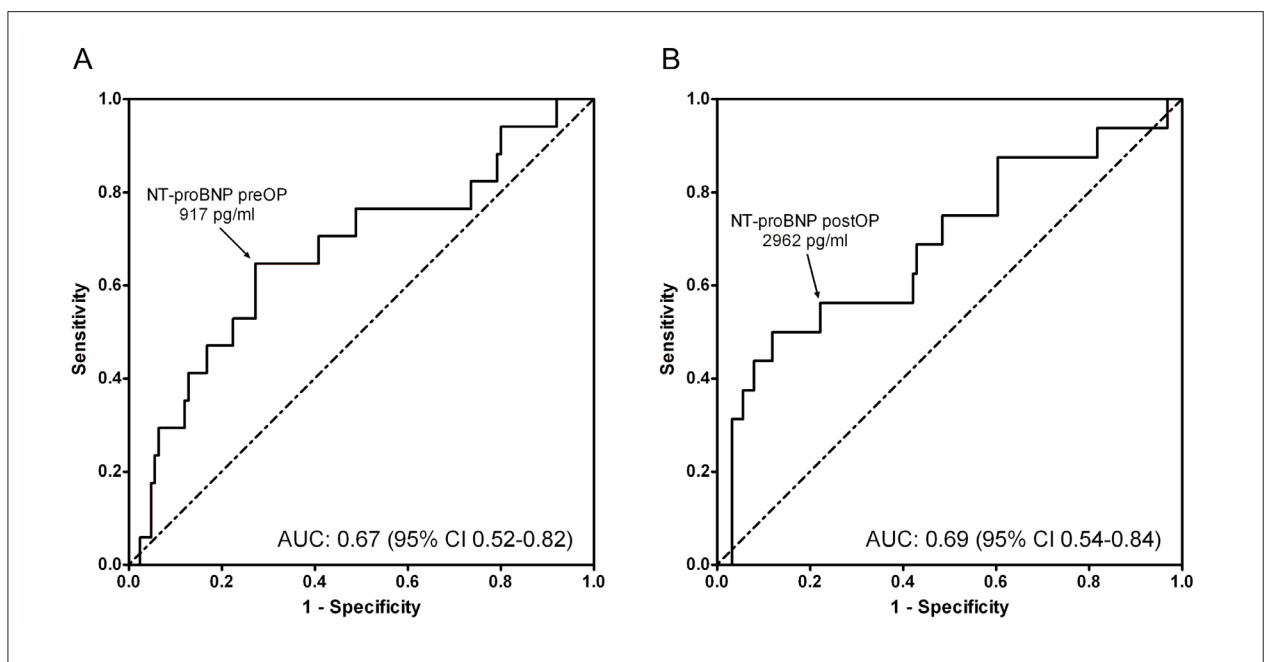 A
1.0
0.8
0.6
0.4
0.2
0.0
Sensitivity
NT-proBNP preOP
917 pg/ml
AUC: 0.67 (95% CI 0.52-0.82)
0.0 0.2 0.4 0.6 0.8 1.0
1 - Specificity
B
1.0
0.8
0.6
0.4
0.2
0.0
Sensitivity
NT-proBNP postOP
2962 pg/ml
AUC: 0.69 (95% CI 0.54-0.84)
0.0 0.2 0.4 0.6 0.8 1.0
1 - Specificity